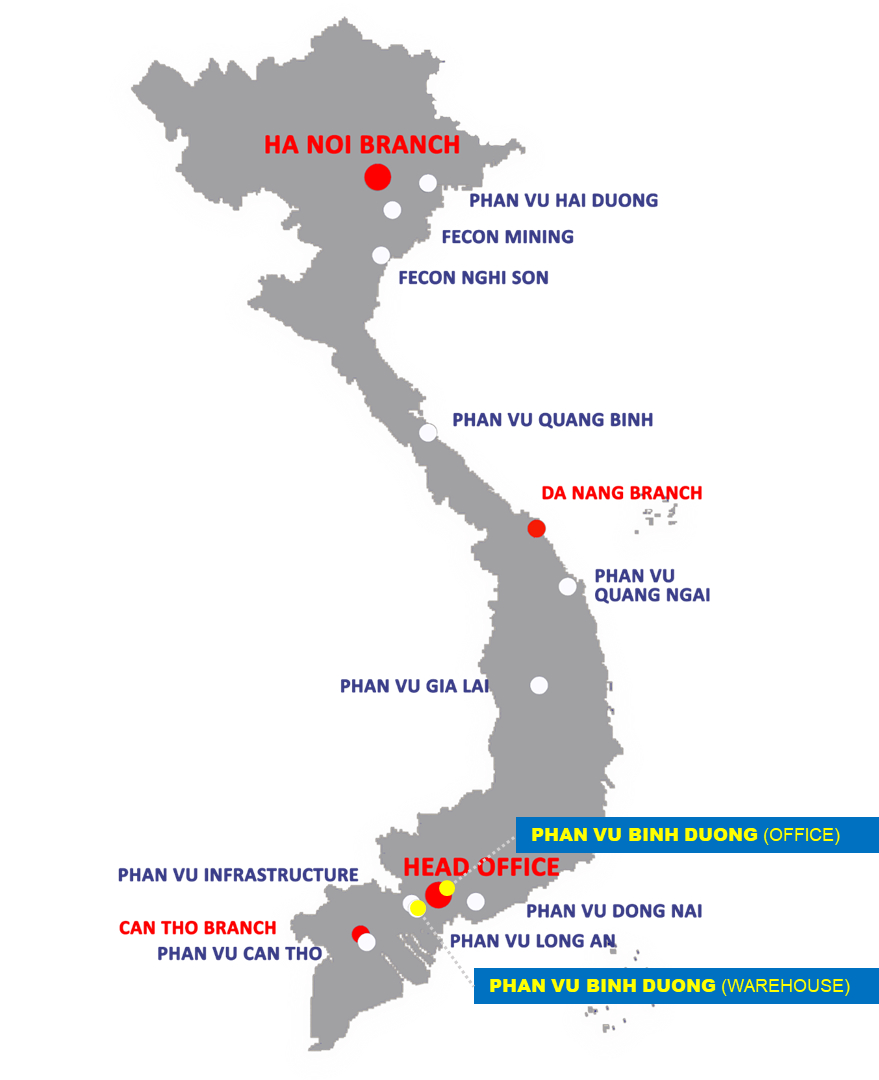 HA NOI BRANCH
PHAN VU HAI DUONG
FECON MINING
FECON NGHI SON
PHAN VU QUANG BINH
DA NANG BRANCH
PHAN VU
QUANG NGAI
PHAN VU GIA LAI
PHAN VU BINH DUONG (OFFICE)
HEAD OFFICE
PHAN VU INFRASTRUCTURE
PHAN VU DONG NAI
CAN THO BRANCH
PHAN VU LONG AN
PHAN VU CAN THO
PHAN VU BINH DUONG (WAREHOUSE)